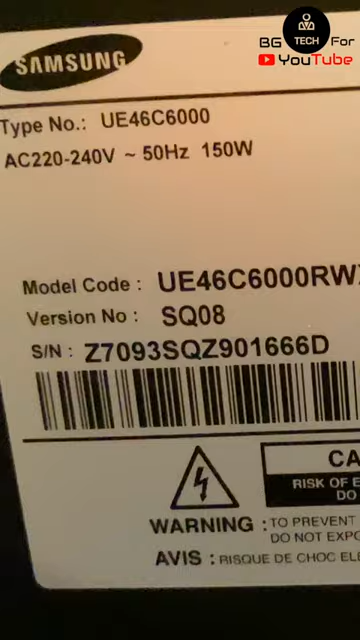 BG TECH For
YouTube
SAMSUNG
Type No.: UE46C6000
AC220-240V ~ 50Hz 150W
Model Code : UE46C6000RW
Version No : SQ08
S/N : Z7093SQZ901666D
CA
RISK OF E
DO
WARNING : TO PREVENT
DO NOT EXPO
AVIS : RISQUE DE CHOC ELE